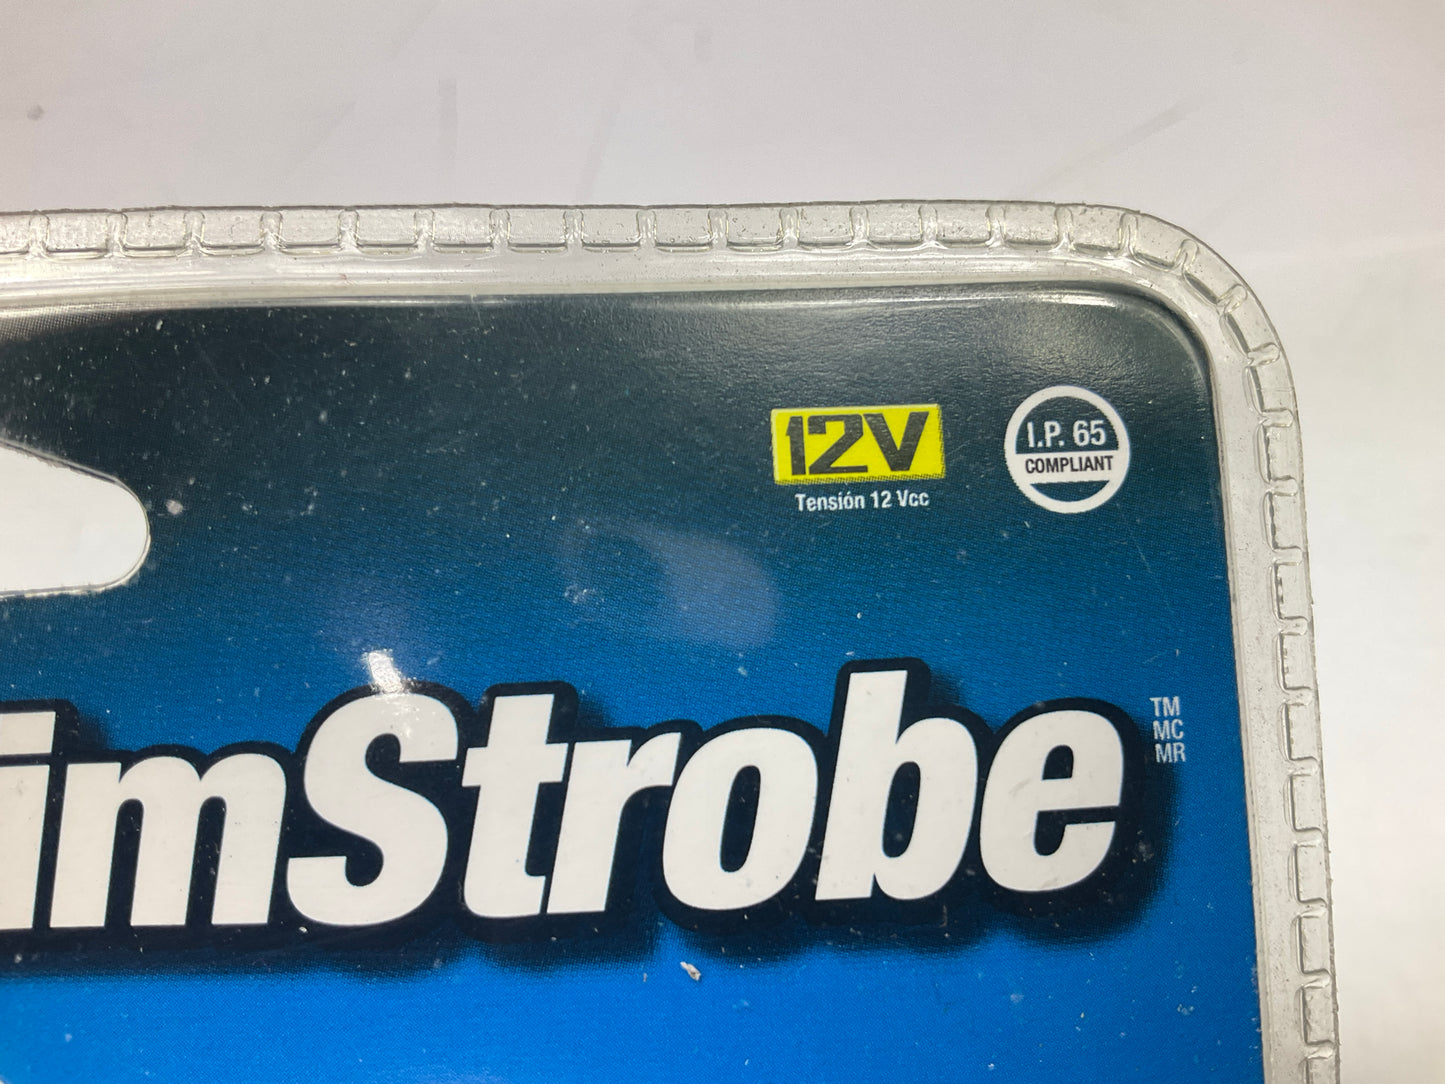 12V
Tensión 12 Vcc
I.P. 65
COMPLIANT
imStrobe
TM
MC
MR